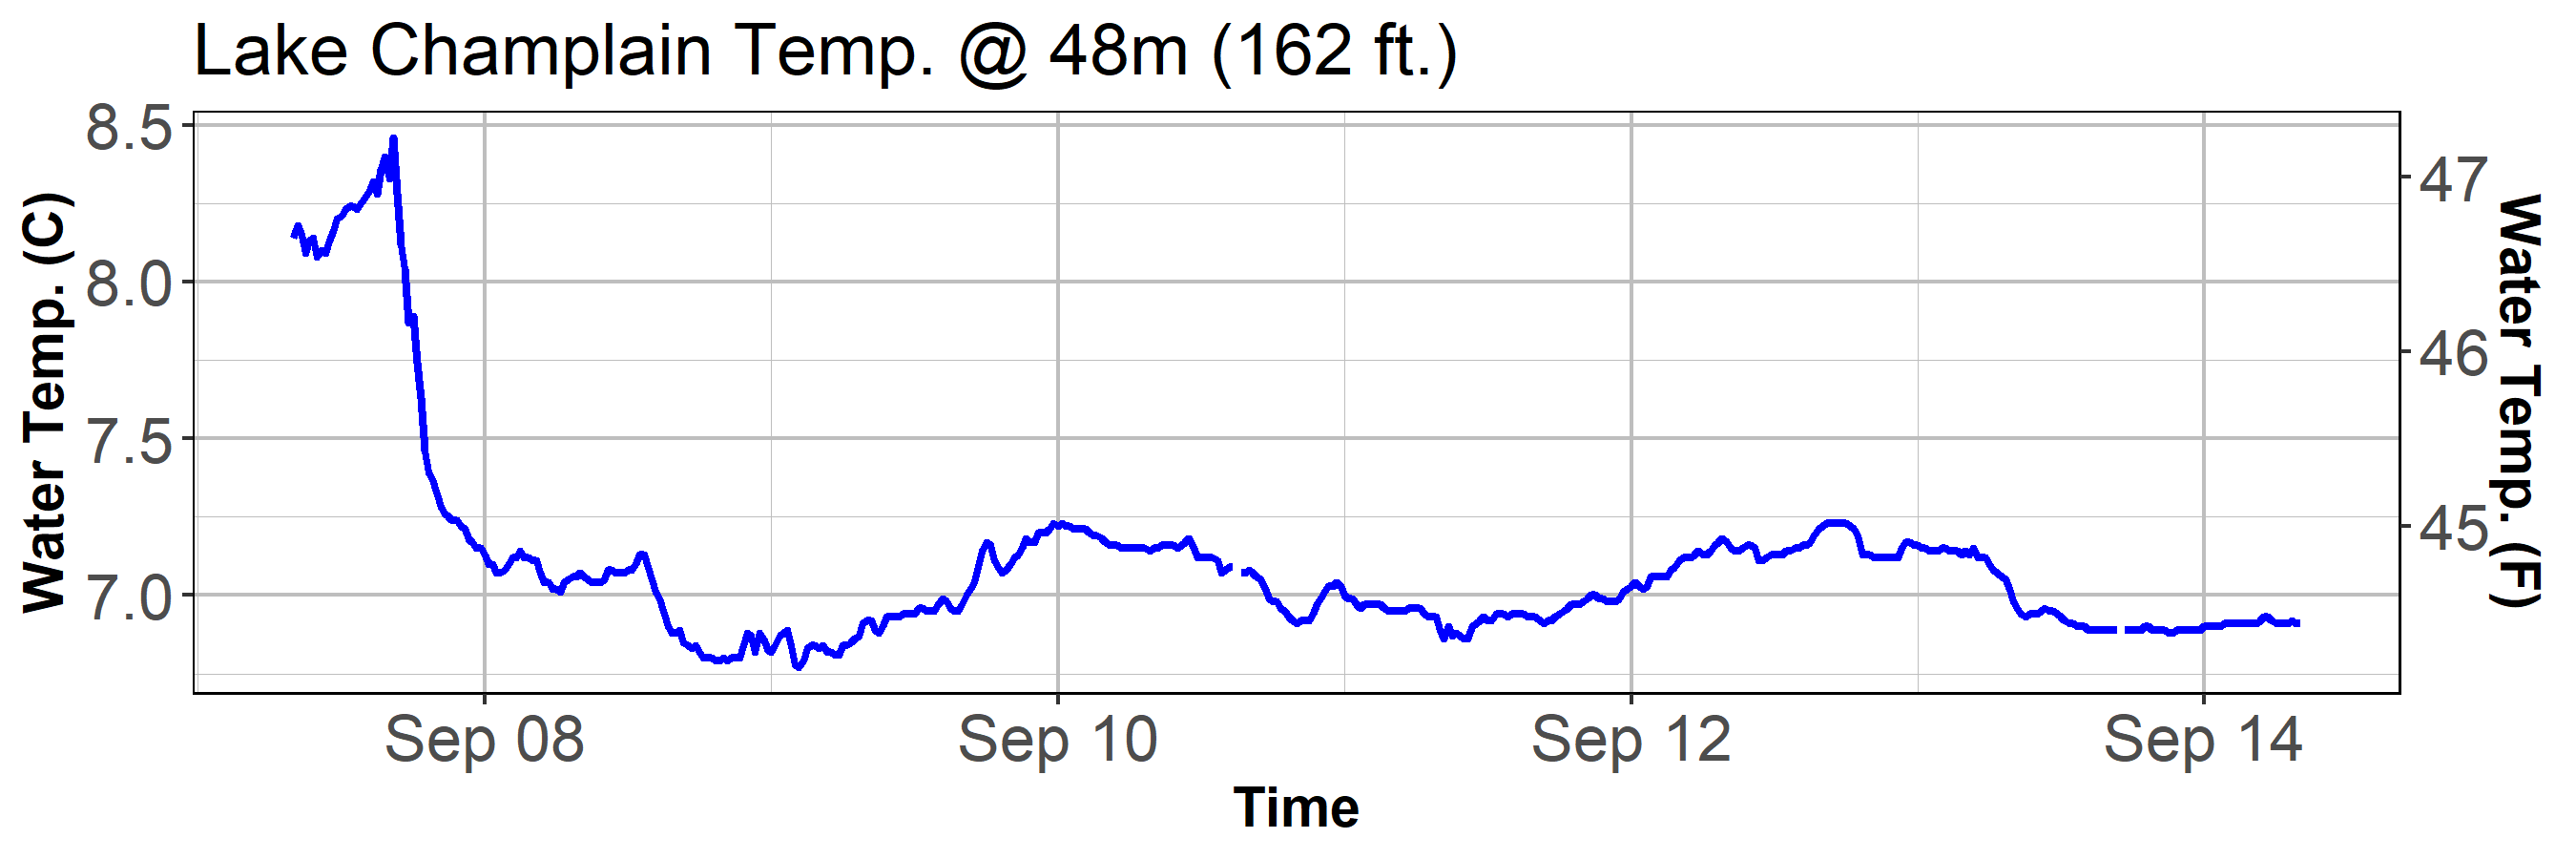 Lake Champlain Temp. @ 48m (162 ft.)
Water Temp. (C)
8.5
8.0
7.5
7.0
47
46
45
Water Temp. (F)
Sep 08 Sep 10 Sep 12 Sep 14
Time